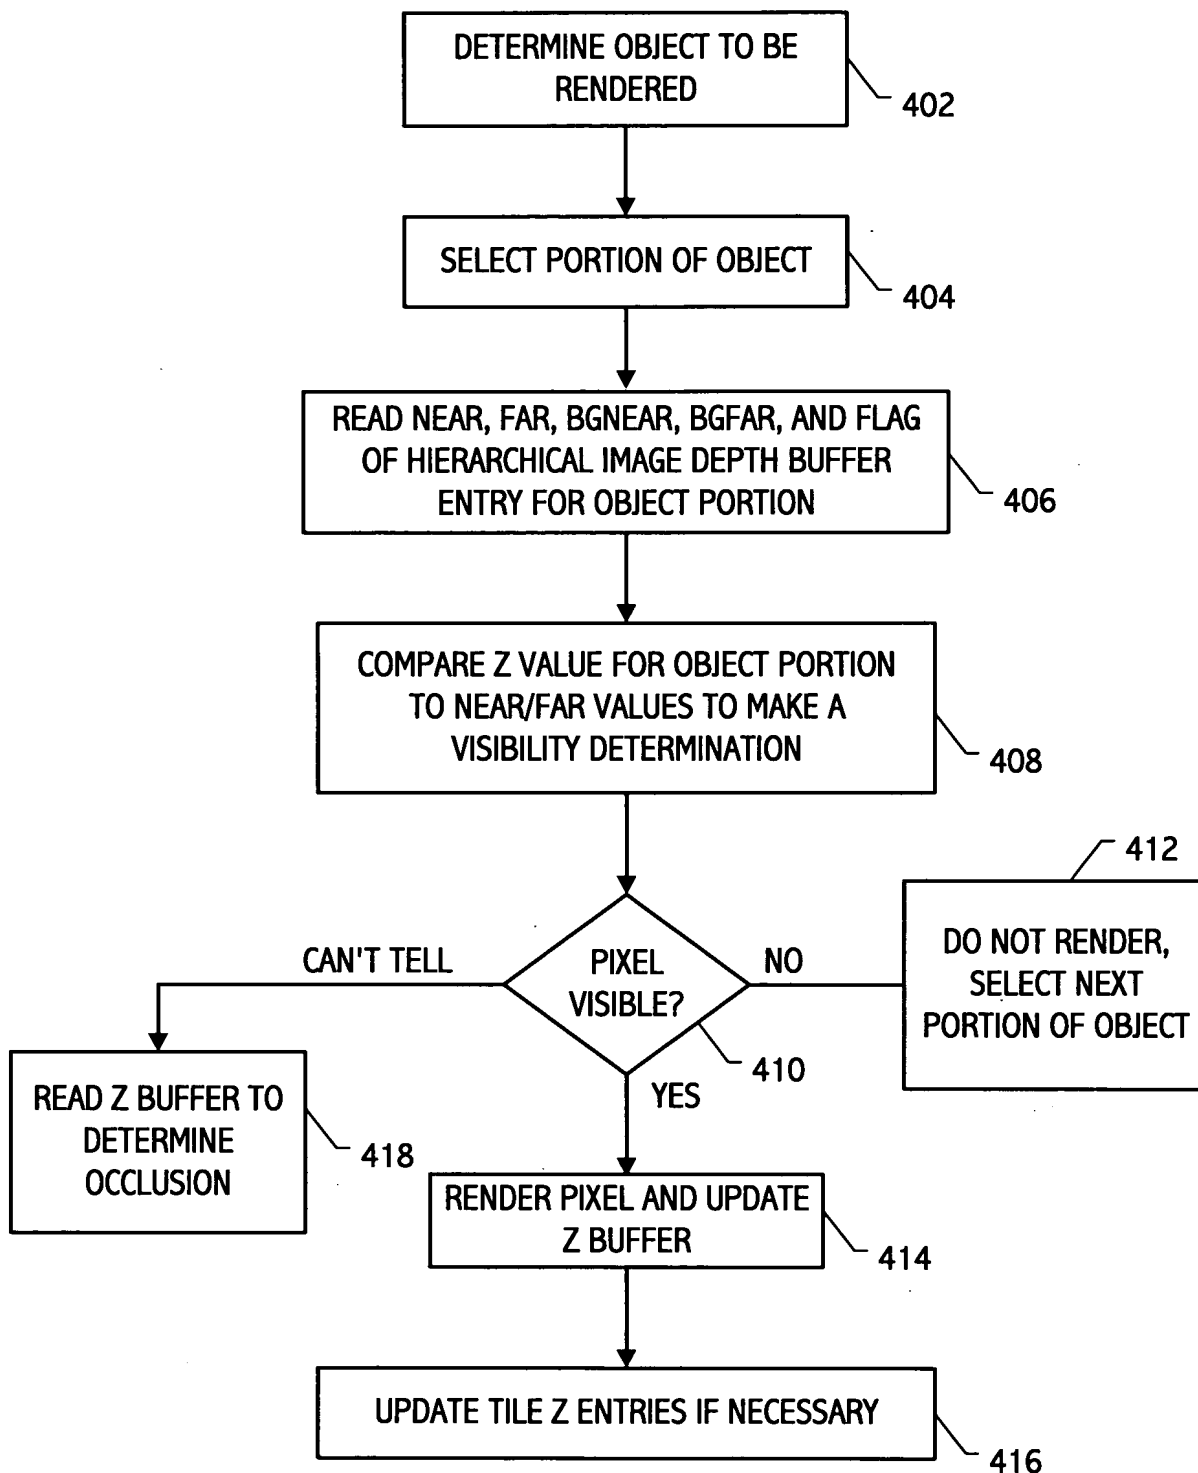 DETERMINE OBJECT TO BE
RENDERED
402
SELECT PORTION OF OBJECT
404
READ NEAR, FAR, BGNEAR, BGFAR, AND FLAG
OF HIERARCHICAL IMAGE DEPTH BUFFER
ENTRY FOR OBJECT PORTION
406
COMPARE Z VALUE FOR OBJECT PORTION
TO NEAR/FAR VALUES TO MAKE A
VISIBILITY DETERMINATION
408
412
DO NOT RENDER,
SELECT NEXT
PORTION OF OBJECT
CAN'T TELL
PIXEL
VISIBLE?
NO
410
YES
READ Z BUFFER TO
DETERMINE
OCCLUSION
418
RENDER PIXEL AND UPDATE
Z BUFFER
414
UPDATE TILE Z ENTRIES IF NECESSARY
416